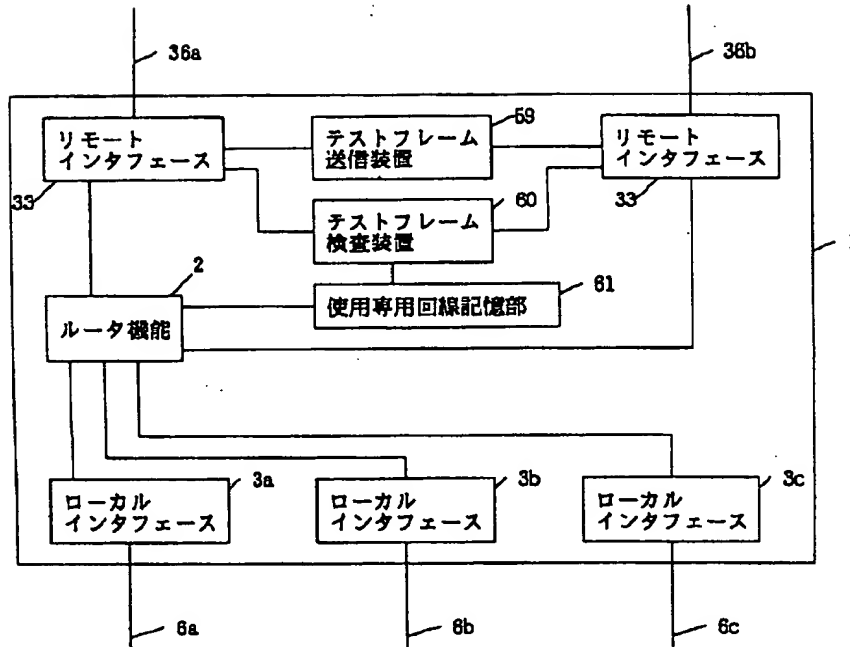 36a
36b
リモート
インタフェース
33
テストフレーム
送信装置
59
リモート
インタフェース
33
テストフレーム
検査装置
60
2
ルータ機能
使用専用回線記憶部
61
ローカル
インタフェース
3a
ローカル
インタフェース
3b
ローカル
インタフェース
3c
6a
6b
6c